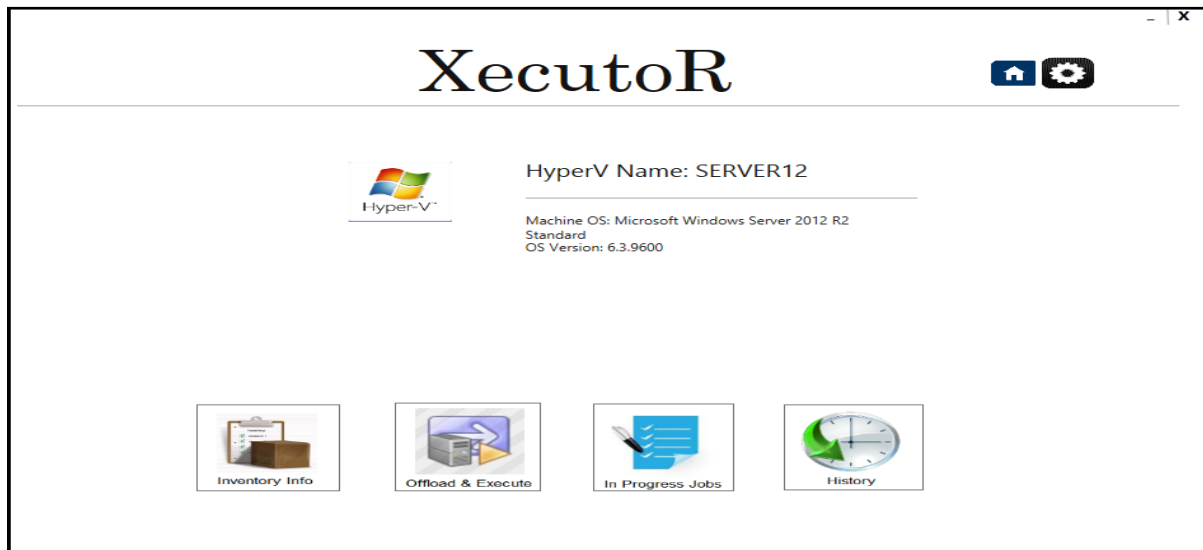 _ X
XecutoR
HyperV Name: SERVER12
Hyper-V™
Machine OS: Microsoft Windows Server 2012 R2
Standard
OS Version: 6.3.9600
Inventory Info
Offload & Execute
In Progress Jobs
History